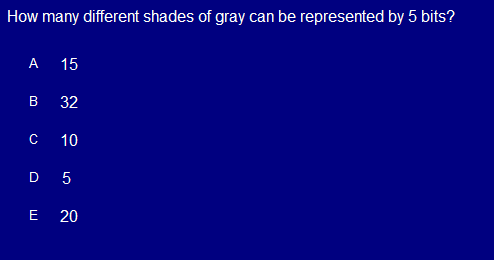 How many different shades of gray can be represented by 5 bits?
A 15
B 32
C 10
D 5
E 20